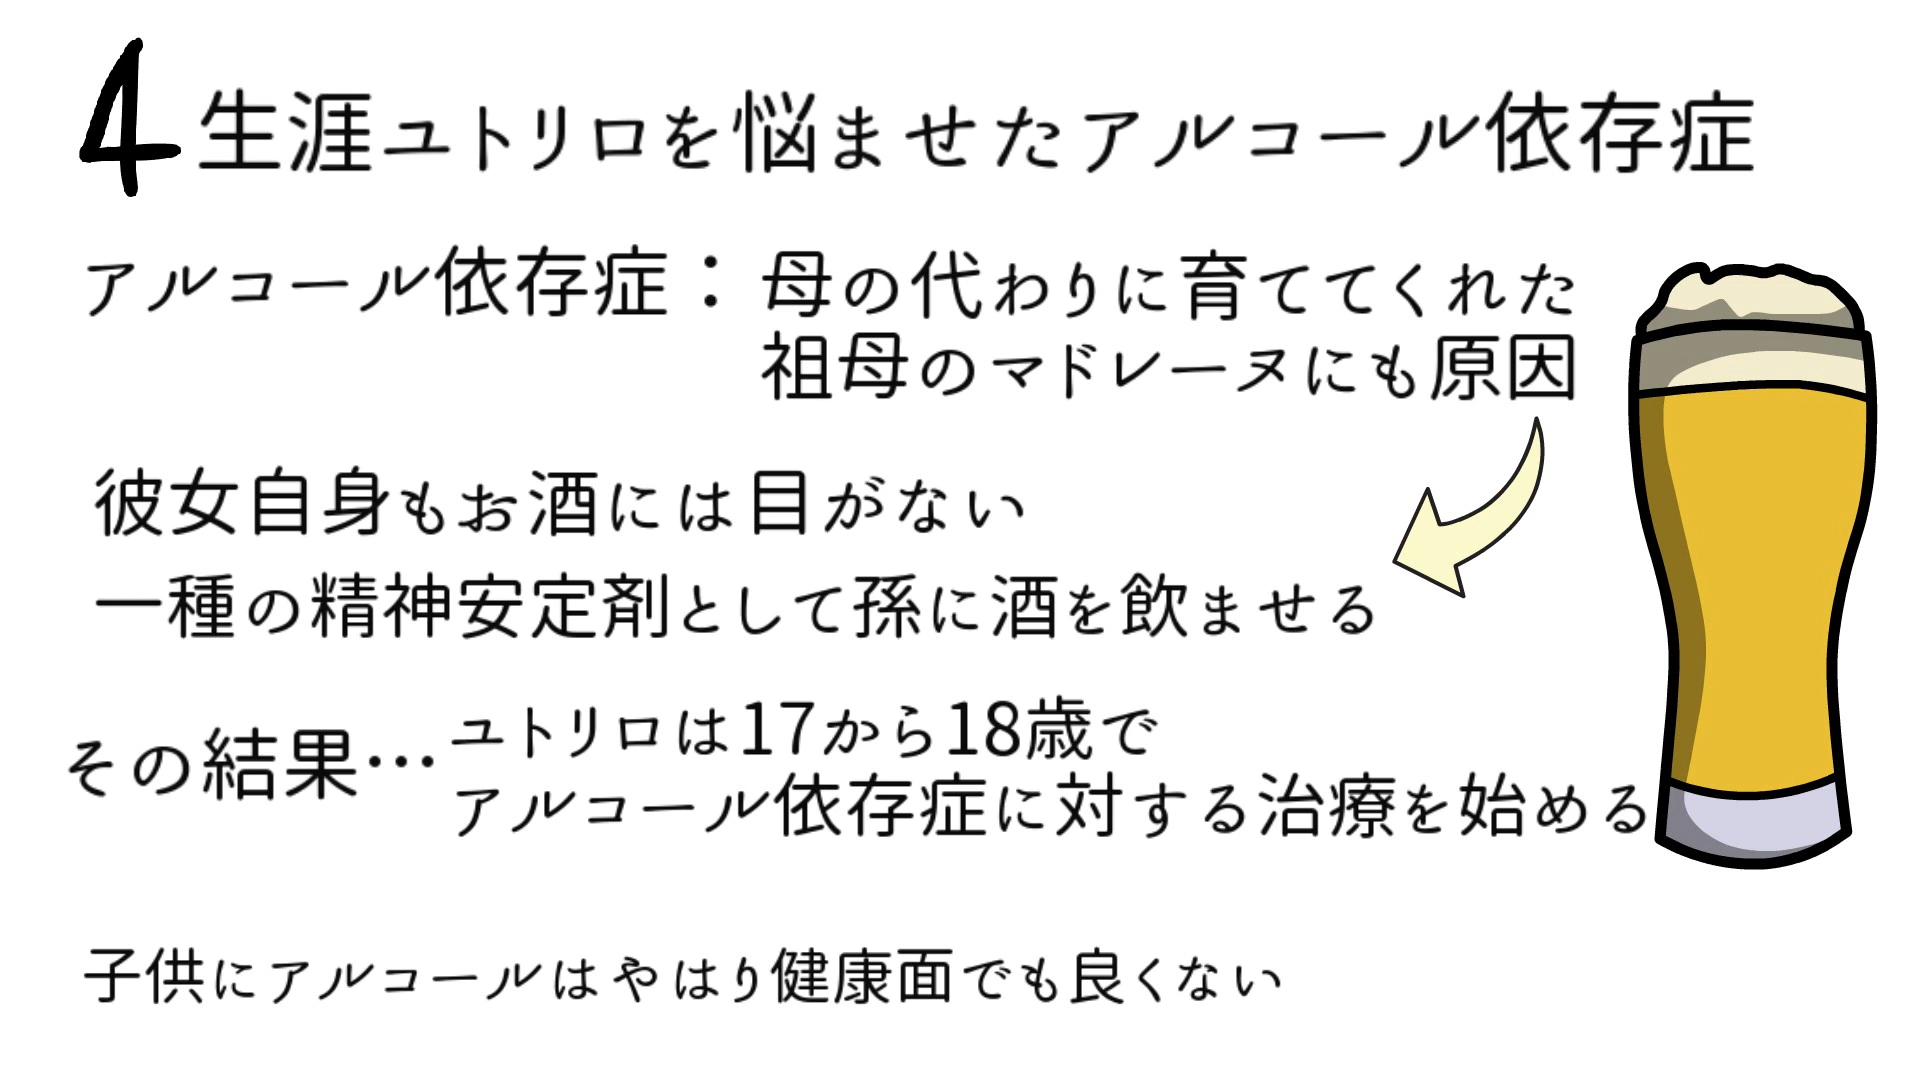 4 生涯ユトリロを悩ませたアルコール依存症
アルコール依存症：母の代わりに育ててくれた
祖母のマドレーヌにも原因
彼女自身もお酒には目がない
一種の精神安定剤として孫に酒を飲ませる
その結果… ユトリロは17から18歳で
アルコール依存症に対する治療を始める
子供にアルコールはやはり健康面でも良くない